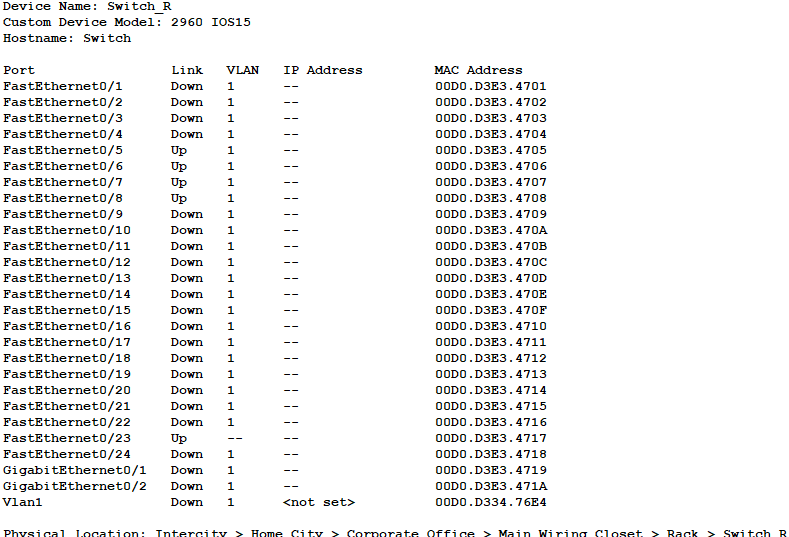 Device Name: Switch_R
Custom Device Model: 2960 IOS15
Hostname: Switch
Port Link VLAN IP Address MAC Address
FastEthernet0/1 Down 1 -- 00D0.D3E3.4701
FastEthernet0/2 Down 1 -- 00D0.D3E3.4702
FastEthernet0/3 Down 1 -- 00D0.D3E3.4703
FastEthernet0/4 Down 1 -- 00D0.D3E3.4704
FastEthernet0/5 Up 1 -- 00D0.D3E3.4705
FastEthernet0/6 Up 1 -- 00D0.D3E3.4706
FastEthernet0/7 Up 1 -- 00D0.D3E3.4707
FastEthernet0/8 Up 1 -- 00D0.D3E3.4708
FastEthernet0/9 Down 1 -- 00D0.D3E3.4709
FastEthernet0/10 Down 1 -- 00D0.D3E3.470A
FastEthernet0/11 Down 1 -- 00D0.D3E3.470B
FastEthernet0/12 Down 1 -- 00D0.D3E3.470C
FastEthernet0/13 Down 1 -- 00D0.D3E3.470D
FastEthernet0/14 Down 1 -- 00D0.D3E3.470E
FastEthernet0/15 Down 1 -- 00D0.D3E3.470F
FastEthernet0/16 Down 1 -- 00D0.D3E3.4710
FastEthernet0/17 Down 1 -- 00D0.D3E3.4711
FastEthernet0/18 Down 1 -- 00D0.D3E3.4712
FastEthernet0/19 Down 1 -- 00D0.D3E3.4713
FastEthernet0/20 Down 1 -- 00D0.D3E3.4714
FastEthernet0/21 Down 1 -- 00D0.D3E3.4715
FastEthernet0/22 Down 1 -- 00D0.D3E3.4716
FastEthernet0/23 Up -- -- 00D0.D3E3.4717
FastEthernet0/24 Down 1 -- 00D0.D3E3.4718
GigabitEthernet0/1 Down 1 -- 00D0.D3E3.4719
GigabitEthernet0/2 Down 1 -- 00D0.D3E3.471A
Vlan1 Down 1 <not set> 00D0.D334.76E4
Physical Location: Intercity > Home City > Corporate Office > Main Wiring Closet > Rack > Switch_R